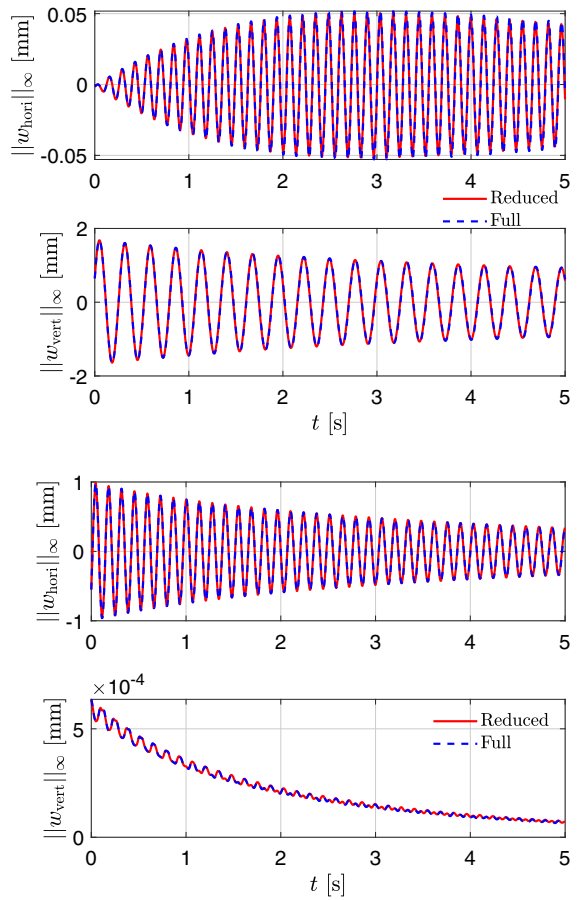 0.05
0
-0.05
||w_hori||_∞ [mm]
0 1 2 3 4 5
Reduced
Full
2
0
-2
||w_vert||_∞ [mm]
0 1 2 3 4 5
t [s]
1
0
-1
||w_hori||_∞ [mm]
0 1 2 3 4 5
×10^-4
5
0
||w_vert||_∞ [mm]
Reduced
Full
0 1 2 3 4 5
t [s]